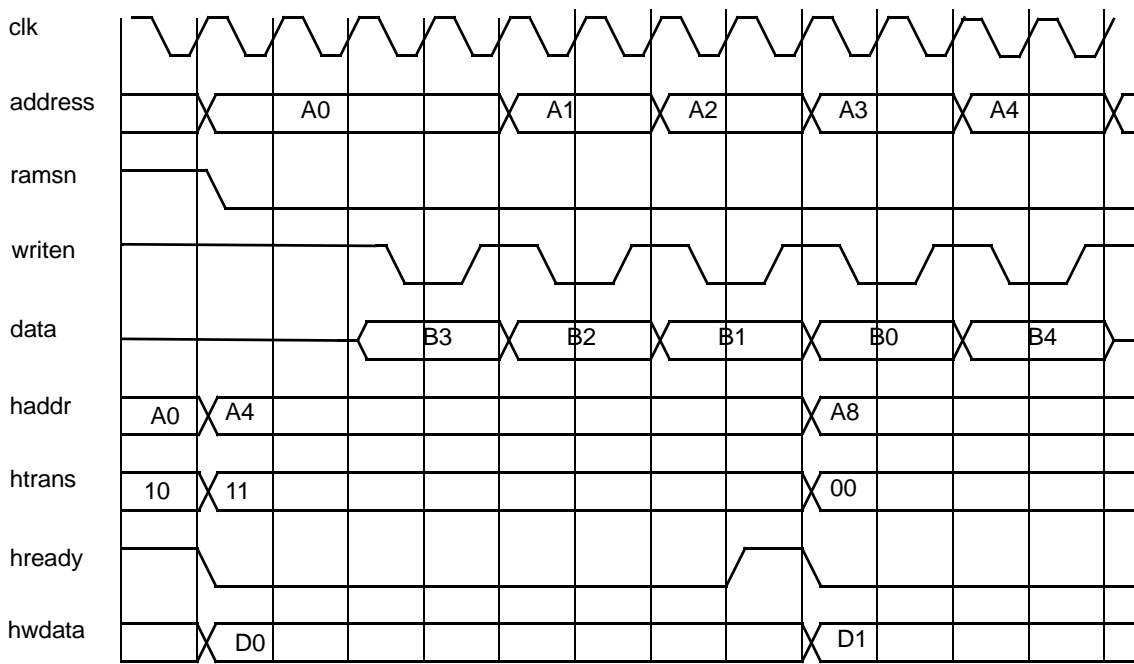 clk
address A0 A1 A2 A3 A4
ramsn
writen
data B3 B2 B1 B0 B4
haddr A0 A4 A8
htrans 10 11 00
hready
hwdata D0 D1